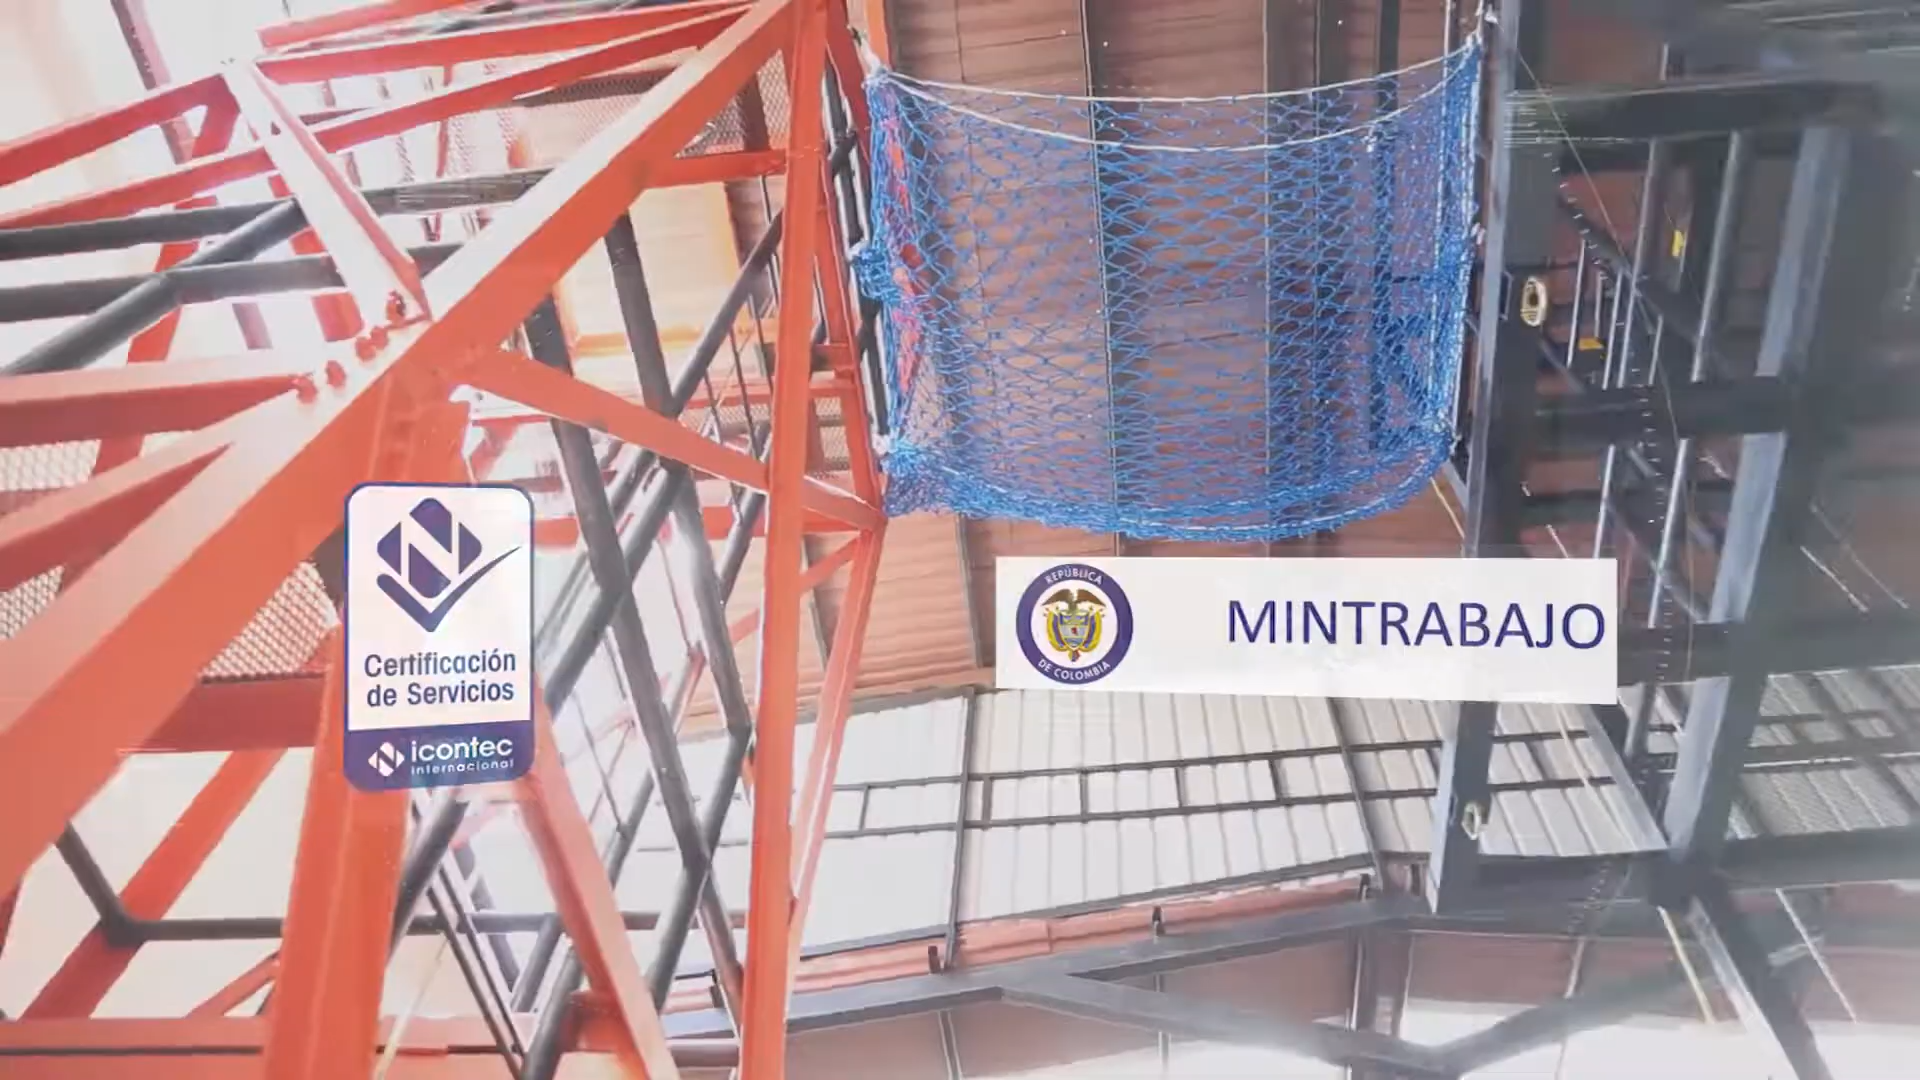 Certificación
de Servicios
icontec
internacional
REPÚBLICA
DE COLOMBIA
MINTRABAJO